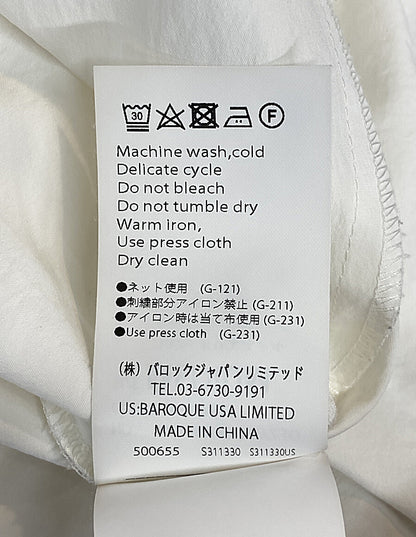 30 F
Machine wash,cold
Delicate cycle
Do not bleach
Do not tumble dry
Warm iron,
Use press cloth
Dry clean
●ネット使用 (G-121)
●刺繍部分アイロン禁止 (G-211)
●アイロン時は当て布使用 (G-231)
●Use press cloth (G-231)
(株) バロックジャパンリミテッド
TEL.03-6730-9191
US:BAROQUE USA LIMITED
MADE IN CHINA
500655 S311330 S311330US